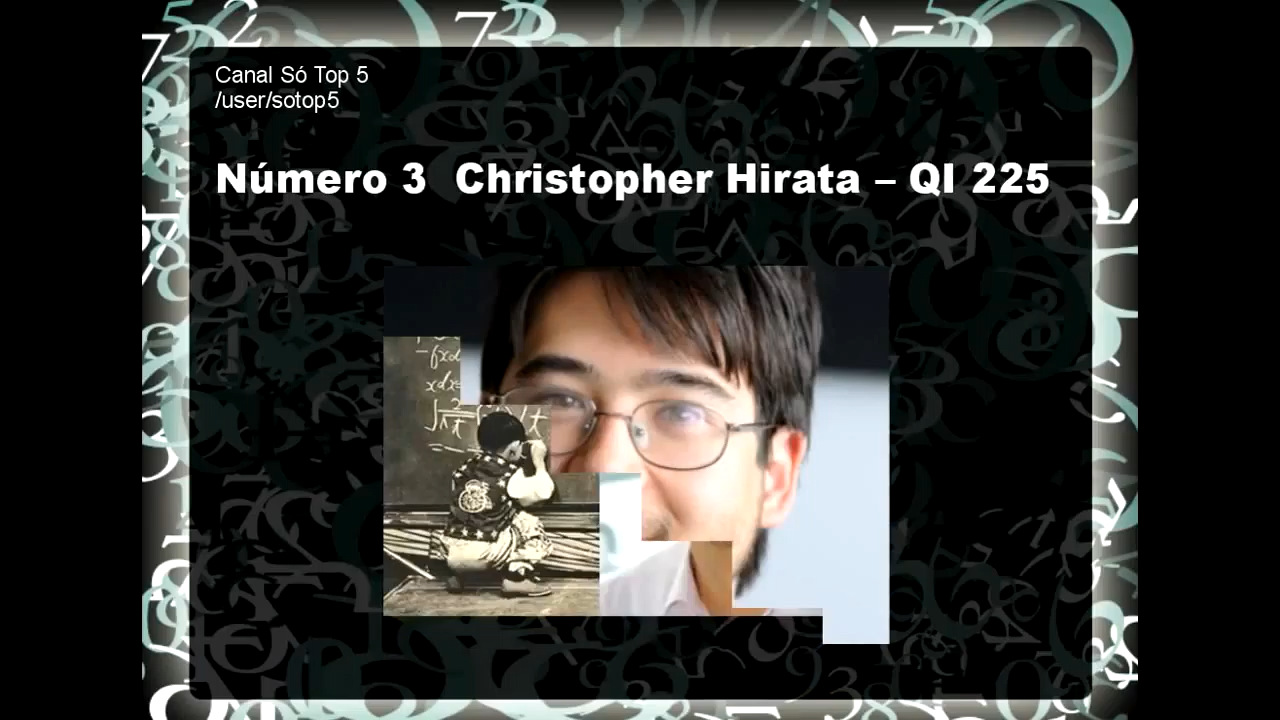 Canal Só Top 5
/user/sotop5
Número 3  Christopher Hirata – QI 225